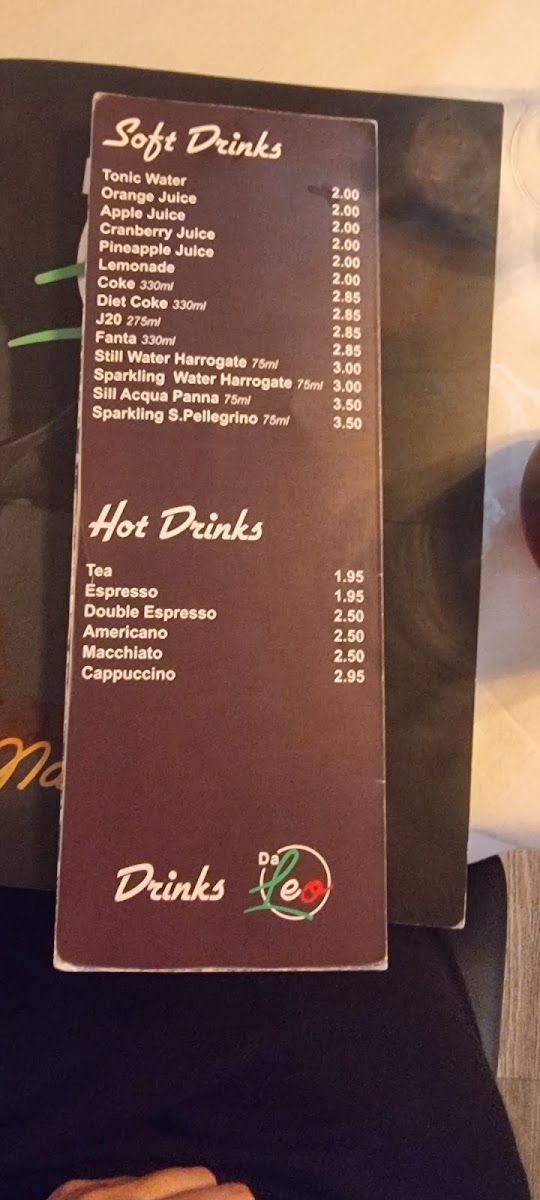 Soft Drinks
Tonic Water 2.00
Orange Juice 2.00
Apple Juice 2.00
Cranberry Juice 2.00
Pineapple Juice 2.00
Lemonade 2.00
Coke 330ml 2.85
Diet Coke 330ml 2.85
J20 275ml 2.85
Fanta 330ml 2.85
Still Water Harrogate 75ml 3.00
Sparkling Water Harrogate 75ml 3.00
Sill Acqua Panna 75ml 3.50
Sparkling S.Pellegrino 75ml 3.50
Hot Drinks
Tea 1.95
Espresso 1.95
Double Espresso 2.50
Americano 2.50
Macchiato 2.50
Cappuccino 2.95
Drinks
Da Leo